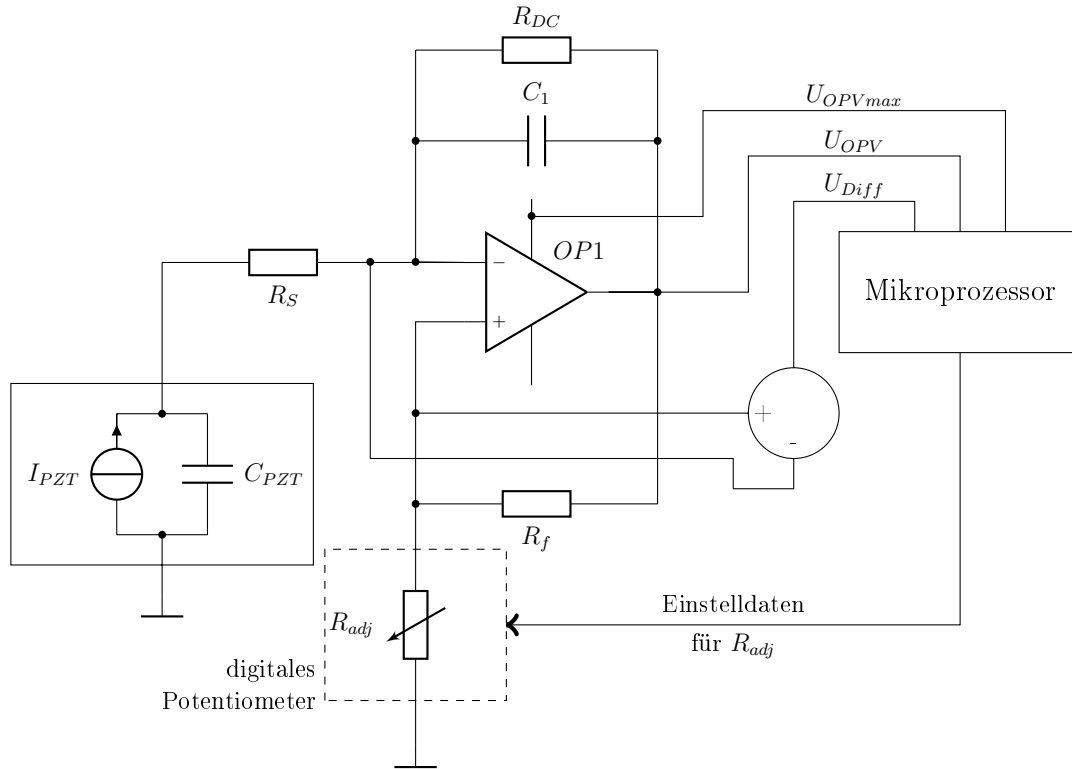 R_DC
C_1
U_OPVmax
U_OPV
U_Diff
−
OP1
+
Mikroprozessor
R_S
+
-
I_PZT
C_PZT
R_f
R_adj
Einstelldaten
für R_adj
digitales
Potentiometer